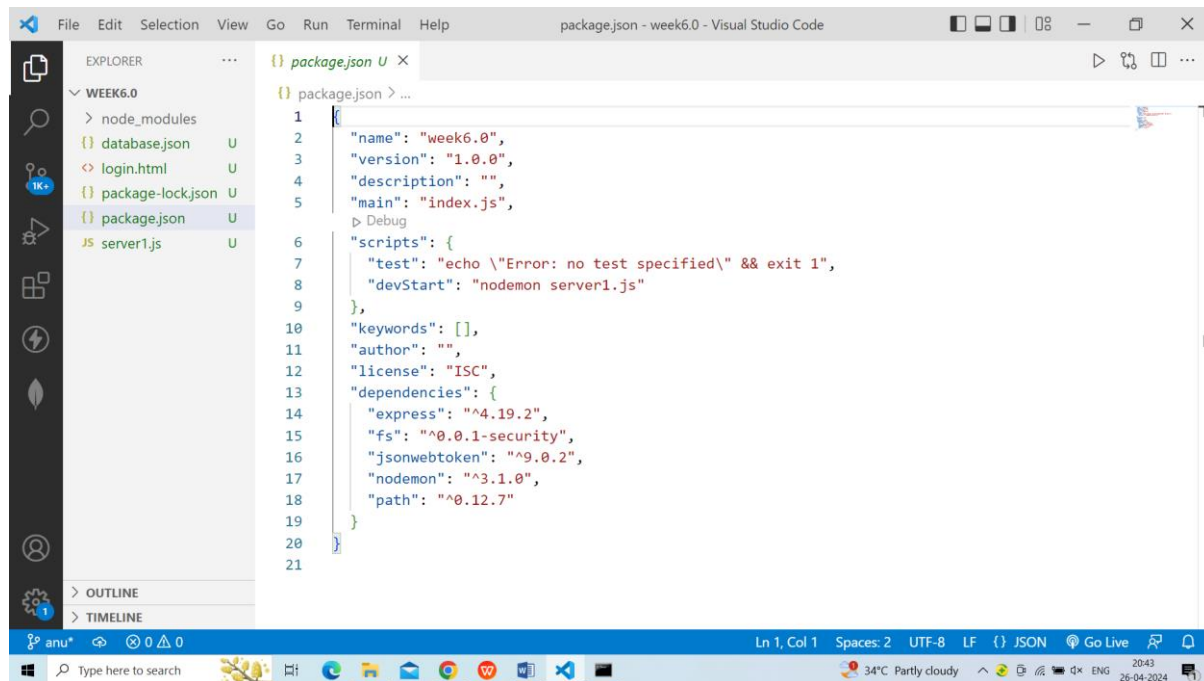 File Edit Selection View Go Run Terminal Help package.json - week6.0 - Visual Studio Code
EXPLORER ... {} package.json U ×
WEEK6.0
{} package.json > ...
node_modules
{} database.json U
<> login.html U
{} package-lock.json U
{} package.json U
JS server1.js U
1K+
1 {
2 "name": "week6.0",
3 "version": "1.0.0",
4 "description": "",
5 "main": "index.js",
Debug
6 "scripts": {
7 "test": "echo \"Error: no test specified\" && exit 1",
8 "devStart": "nodemon server1.js"
9 },
10 "keywords": [],
11 "author": "",
12 "license": "ISC",
13 "dependencies": {
14 "express": "^4.19.2",
15 "fs": "^0.0.1-security",
16 "jsonwebtoken": "^9.0.2",
17 "nodemon": "^3.1.0",
18 "path": "^0.12.7"
19 }
20 }
21
1
OUTLINE
TIMELINE
anu* 0 0 Ln 1, Col 1 Spaces: 2 UTF-8 LF {} JSON Go Live
Type here to search 34°C Partly cloudy ENG 20:43
26-04-2024